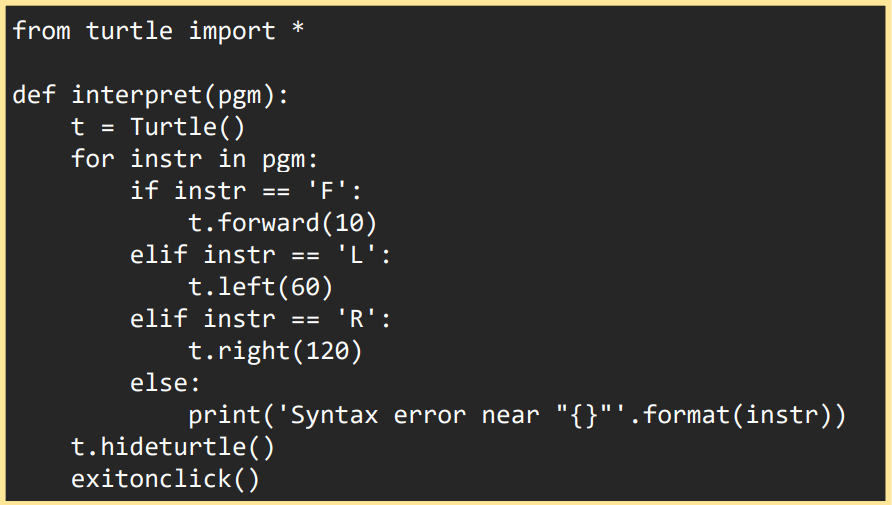 from turtle import *
def interpret(pgm):
    t = Turtle()
    for instr in pgm:
        if instr == 'F':
            t.forward(10)
        elif instr == 'L':
            t.left(60)
        elif instr == 'R':
            t.right(120)
        else:
            print('Syntax error near "{}"'.format(instr))
    t.hideturtle()
    exitonclick()